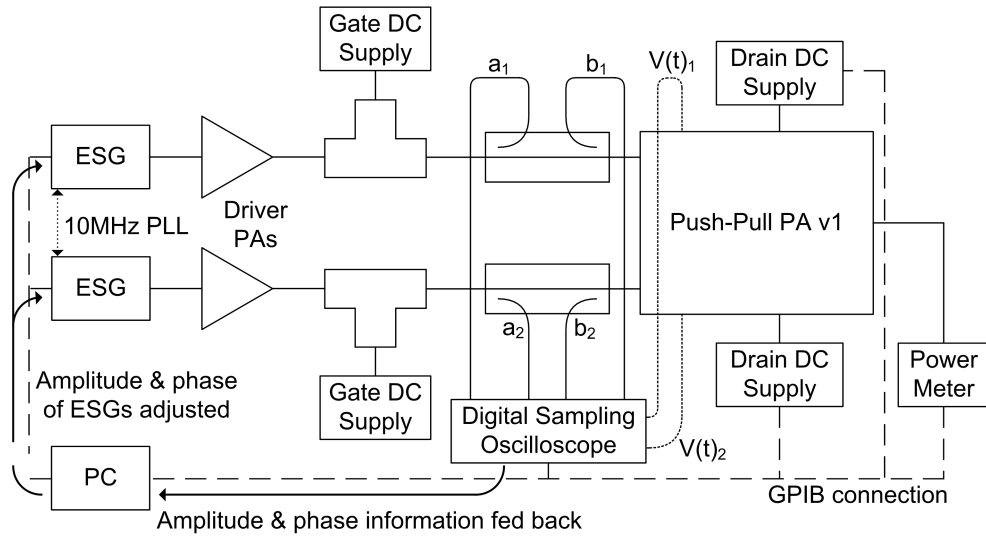 Gate DC
Supply
a1
b1
V(t)1
Drain DC
Supply
ESG
ESG
10MHz PLL
Driver
PAs
Push-Pull PA v1
a2
b2
Amplitude & phase
of ESGs adjusted
Gate DC
Supply
Digital Sampling
Oscilloscope
V(t)2
Drain DC
Supply
Power
Meter
PC
GPIB connection
Amplitude & phase information fed back